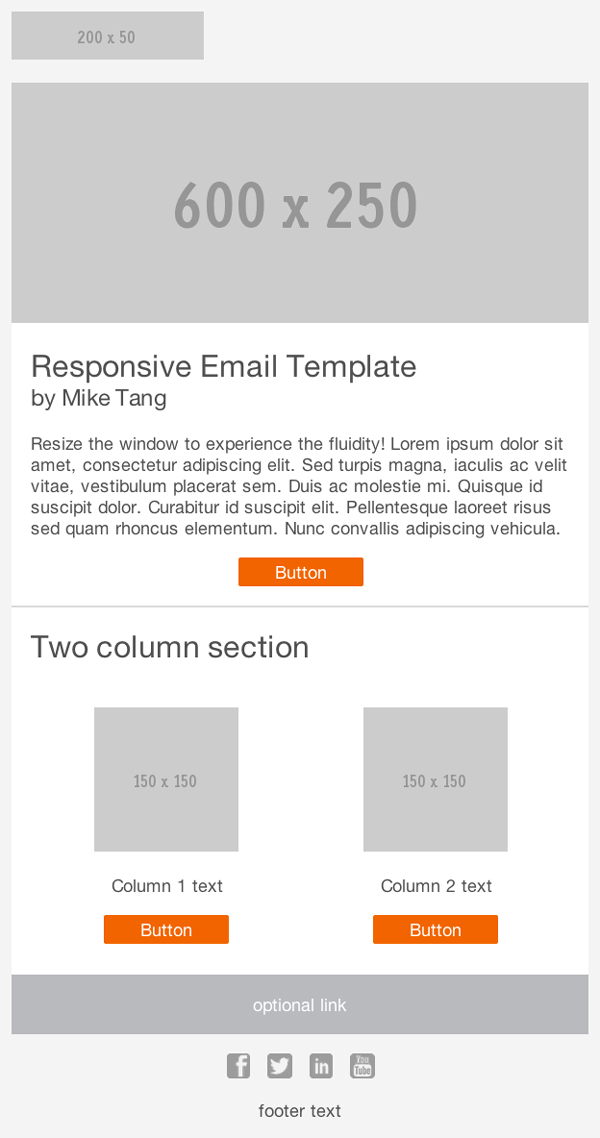 200 x 50
600 x 250
Responsive Email Template
by Mike Tang
Resize the window to experience the fluidity! Lorem ipsum dolor sit
amet, consectetur adipiscing elit. Sed turpis magna, iaculis ac velit
vitae, vestibulum placerat sem. Duis ac molestie mi. Quisque id
suscipit dolor. Curabitur id suscipit elit. Pellentesque laoreet risus
sed quam rhoncus elementum. Nunc convallis adipiscing vehicula.
Button
Two column section
150 x 150
150 x 150
Column 1 text
Column 2 text
Button
Button
optional link
f
in
You
Tube
footer text